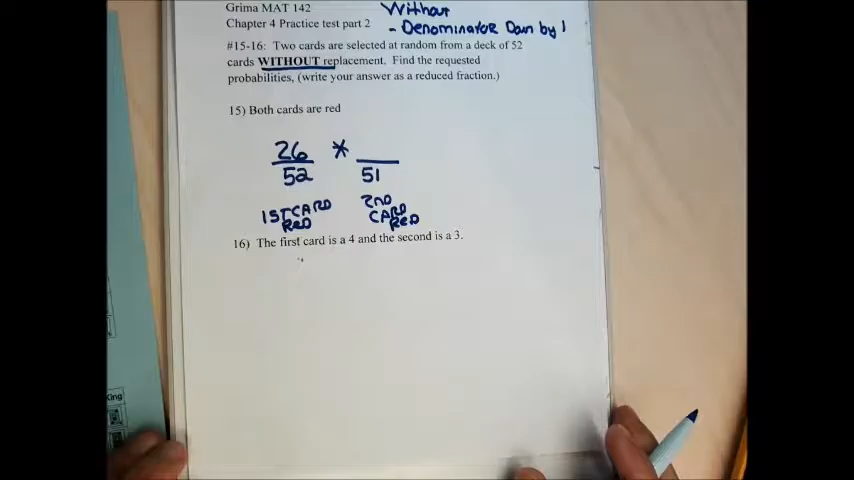 Grima MAT 142
Without
Chapter 4 Practice test part 2
- Denominator Down by 1
#15-16: Two cards are selected at random from a deck of 52
cards WITHOUT replacement. Find the requested
probabilities, (write your answer as a reduced fraction.)
15) Both cards are red
26 *
52 51
1ST CARD RED
2ND CARD RED
16) The first card is a 4 and the second is a 3.
King